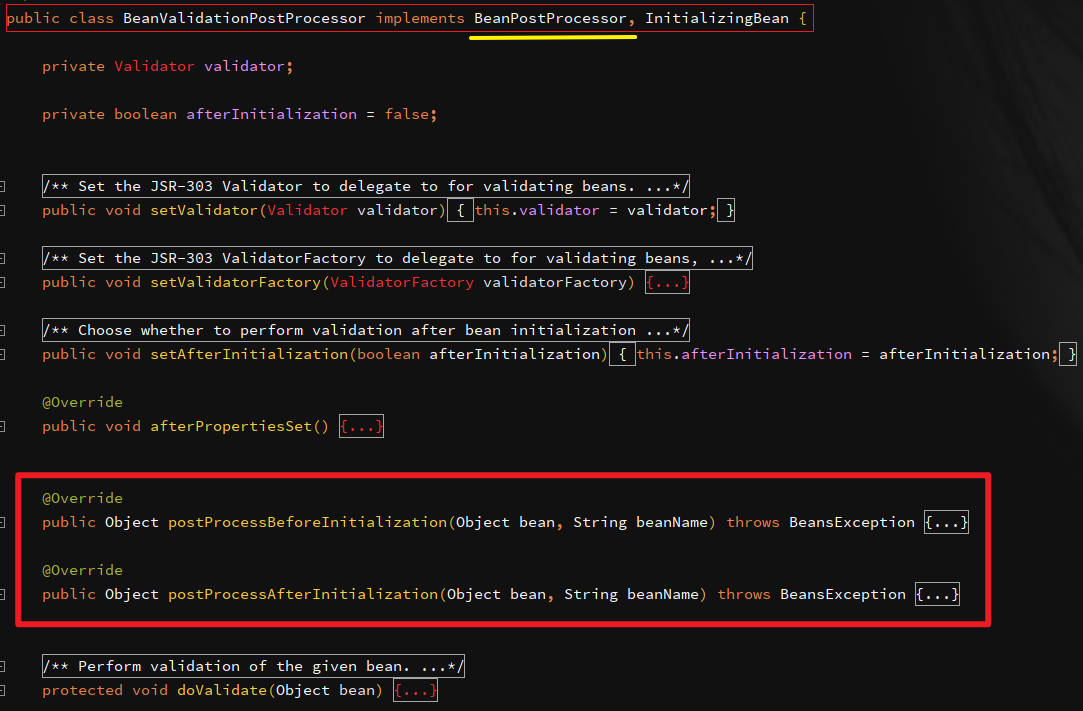 public class BeanValidationPostProcessor implements BeanPostProcessor, InitializingBean {
private Validator validator;
private boolean afterInitialization = false;
/** Set the JSR-303 Validator to delegate to for validating beans. ...*/
public void setValidator(Validator validator) { this.validator = validator; }
/** Set the JSR-303 ValidatorFactory to delegate to for validating beans, ...*/
public void setValidatorFactory(ValidatorFactory validatorFactory) {...}
/** Choose whether to perform validation after bean initialization ...*/
public void setAfterInitialization(boolean afterInitialization) { this.afterInitialization = afterInitialization; }
@Override
public void afterPropertiesSet() {...}
@Override
public Object postProcessBeforeInitialization(Object bean, String beanName) throws BeansException {...}
@Override
public Object postProcessAfterInitialization(Object bean, String beanName) throws BeansException {...}
/** Perform validation of the given bean. ...*/
protected void doValidate(Object bean) {...}